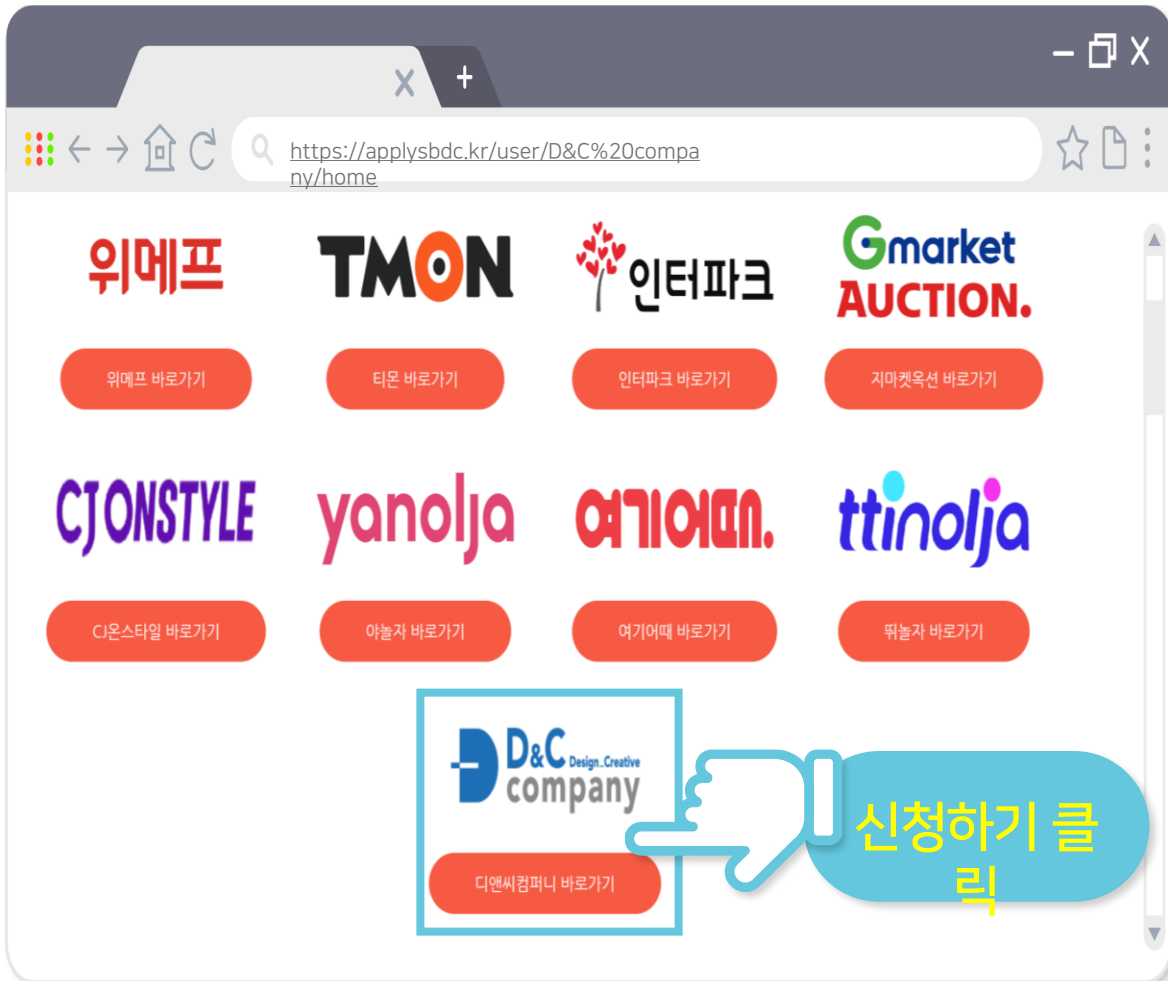 X
+
X
https://applysbdc.kr/user/D&C%20compa
ny/home
위메프
TMON
인터파크
Gmarket
AUCTION.
위메프 바로가기
티몬 바로가기
인터파크 바로가기
지마켓옥션 바로가기
CJ ONSTYLE
yanolja
여기어때.
ttinolja
CJ온스타일 바로가기
야놀자 바로가기
여기어때 바로가기
뛰놀자 바로가기
D&C Design_Creative
company
디앤씨컴퍼니 바로가기
신청하기 클
릭